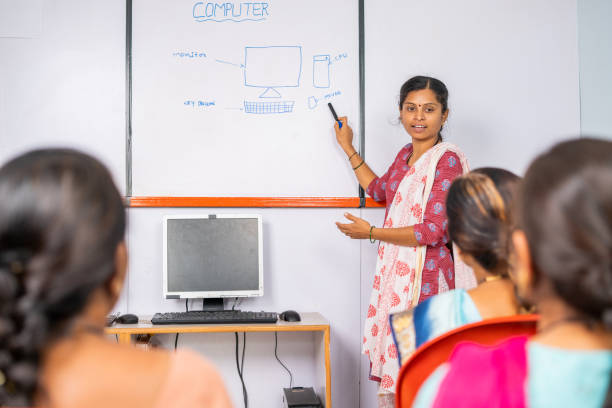 COMPUTER
monitor
CPU
KEY BOARD
mouse